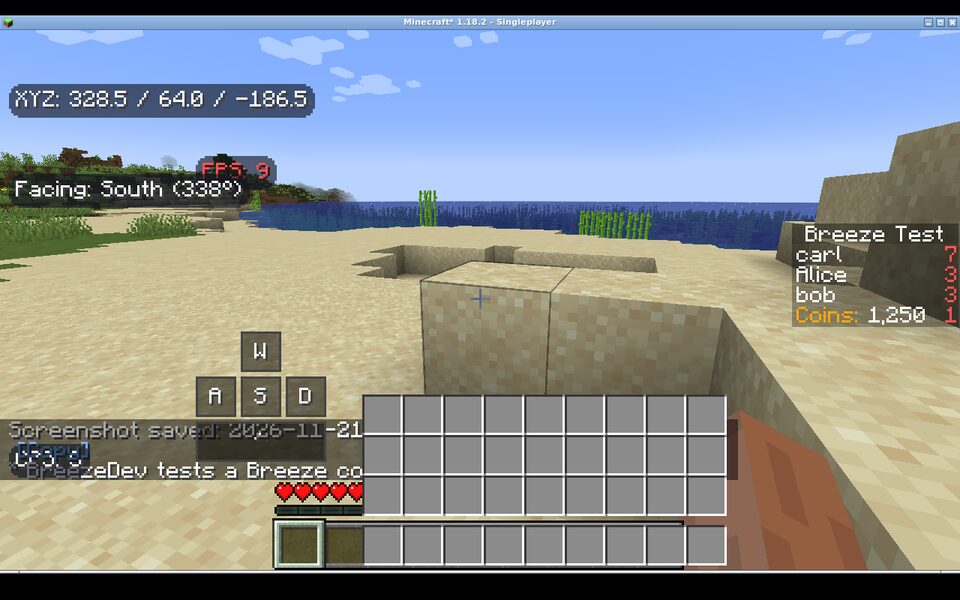 Minecraft* 1.18.2 - Singleplayer
XYZ: 328.5 / 64.0 / -186.5
FPS 9
Facing: South (338°)
Breeze Test
carl 7
Alice 3
bob 3
Coins: 1,250 1
W
A S D
Screenshot saved: 2026-11-21
[Copy]
BreezeDev tests a Breeze co